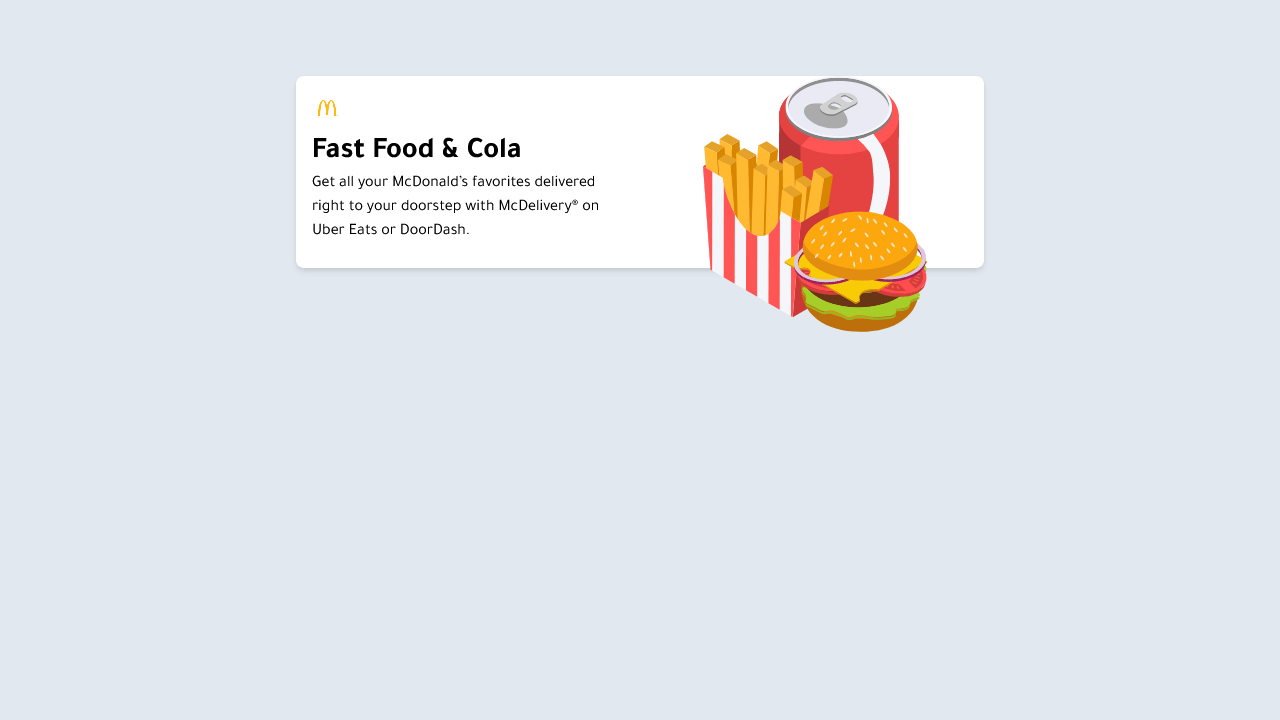 Fast Food & Cola
Get all your McDonald's favorites delivered
right to your doorstep with McDelivery® on
Uber Eats or DoorDash.